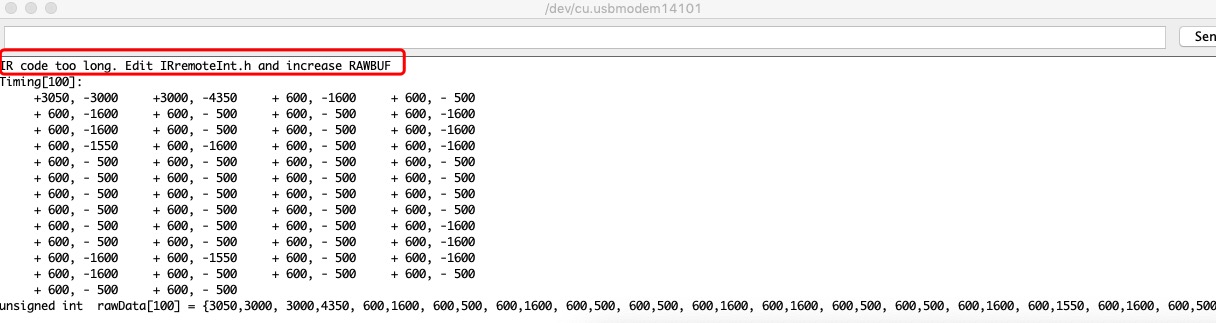 /dev/cu.usbmodem14101
Sen
IR code too long. Edit IRremoteInt.h and increase RAWBUF
Timing[100]:
+3050, -3000 +3000, -4350 + 600, -1600 + 600, - 500
+ 600, -1600 + 600, - 500 + 600, - 500 + 600, -1600
+ 600, -1600 + 600, - 500 + 600, - 500 + 600, -1600
+ 600, -1550 + 600, -1600 + 600, - 500 + 600, -1600
+ 600, - 500 + 600, - 500 + 600, - 500 + 600, - 500
+ 600, - 500 + 600, - 500 + 600, - 500 + 600, - 500
+ 600, - 500 + 600, - 500 + 600, - 500 + 600, - 500
+ 600, - 500 + 600, - 500 + 600, - 500 + 600, - 500
+ 600, - 500 + 600, - 500 + 600, - 500 + 600, -1600
+ 600, - 500 + 600, - 500 + 600, - 500 + 600, - 500
+ 600, -1600 + 600, -1550 + 600, - 500 + 600, -1600
+ 600, -1600 + 600, - 500 + 600, - 500 + 600, - 500
+ 600, - 500 + 600, - 500
unsigned int rawData[100] = {3050,3000, 3000,4350, 600,1600, 600,500, 600,1600, 600,500, 600,500, 600,1600, 600,1600, 600,500, 600,500, 600,1600, 600,1550, 600,1600, 600,500